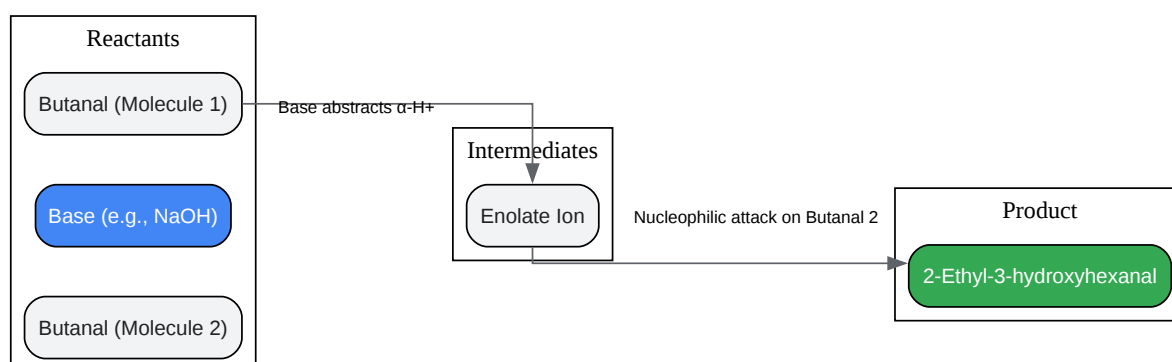 Reactants
Butanal (Molecule 1)
Base abstracts α-H+
Base (e.g., NaOH)
Butanal (Molecule 2)
Intermediates
Enolate Ion
Nucleophilic attack on Butanal 2
Product
2-Ethyl-3-hydroxyhexanal